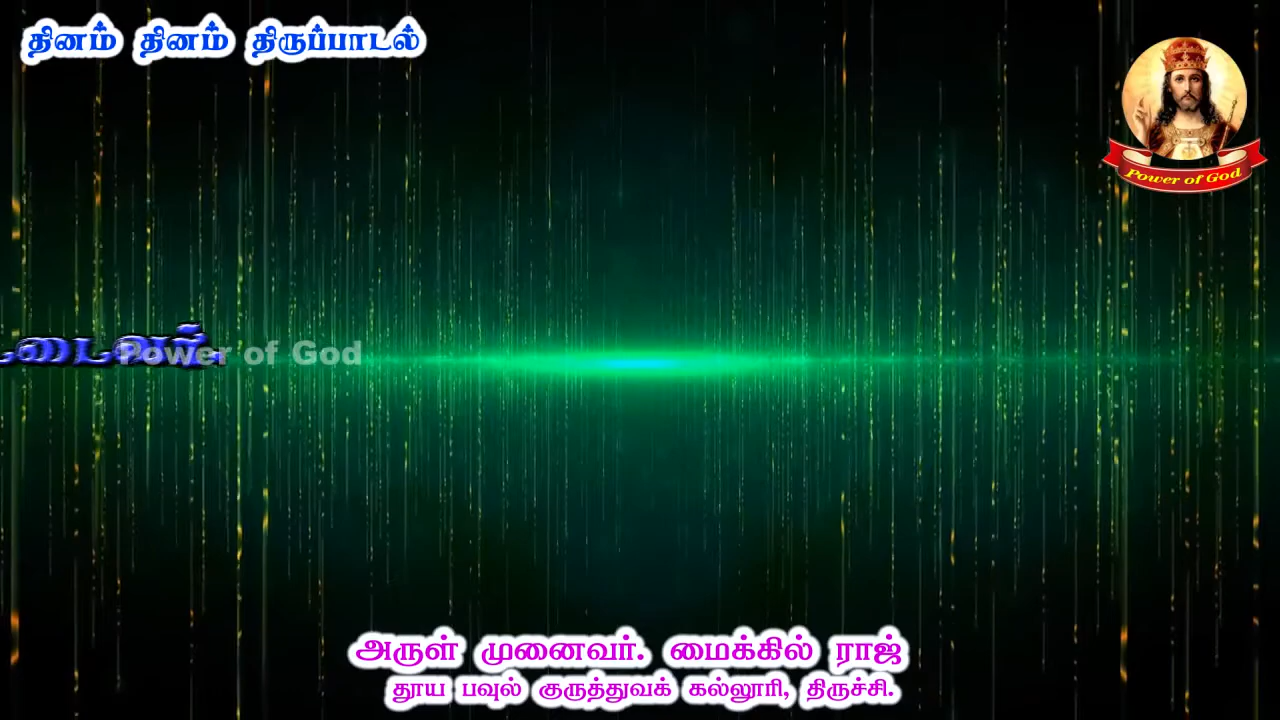 தினம் தினம் திருப்பாடல்
Power of God
Power of God
அருள் முனைவர். மைக்கில் ராஜ்
தூய பவுல் குருத்துவக் கல்லூரி, திருச்சி.